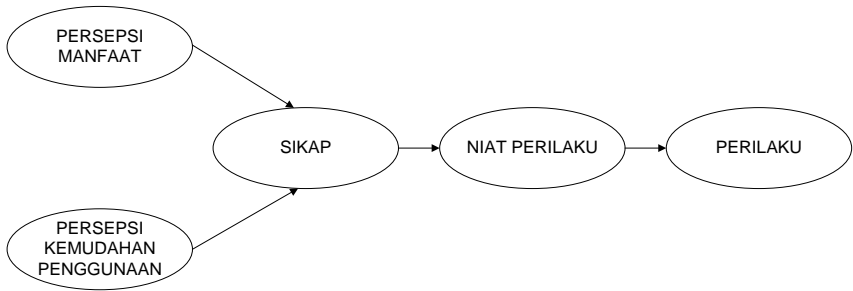 PERSEPSI
MANFAAT
SIKAP
NIAT PERILAKU
PERILAKU
PERSEPSI
KEMUDAHAN
PENGGUNAAN